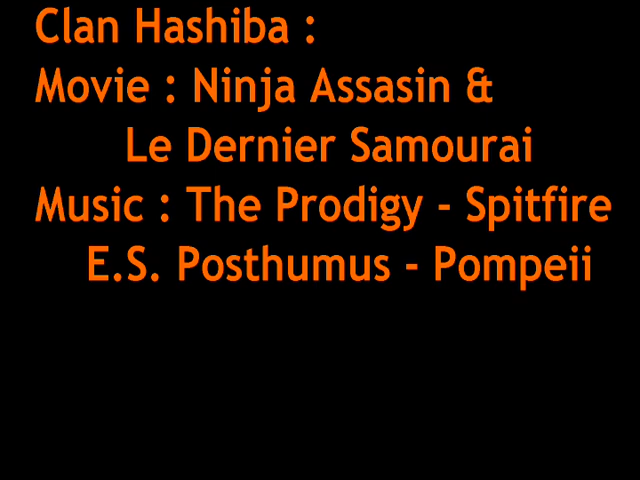 Clan Hashiba :
Movie : Ninja Assasin &
Le Dernier Samourai
Music : The Prodigy - Spitfire
E.S. Posthumus - Pompeii